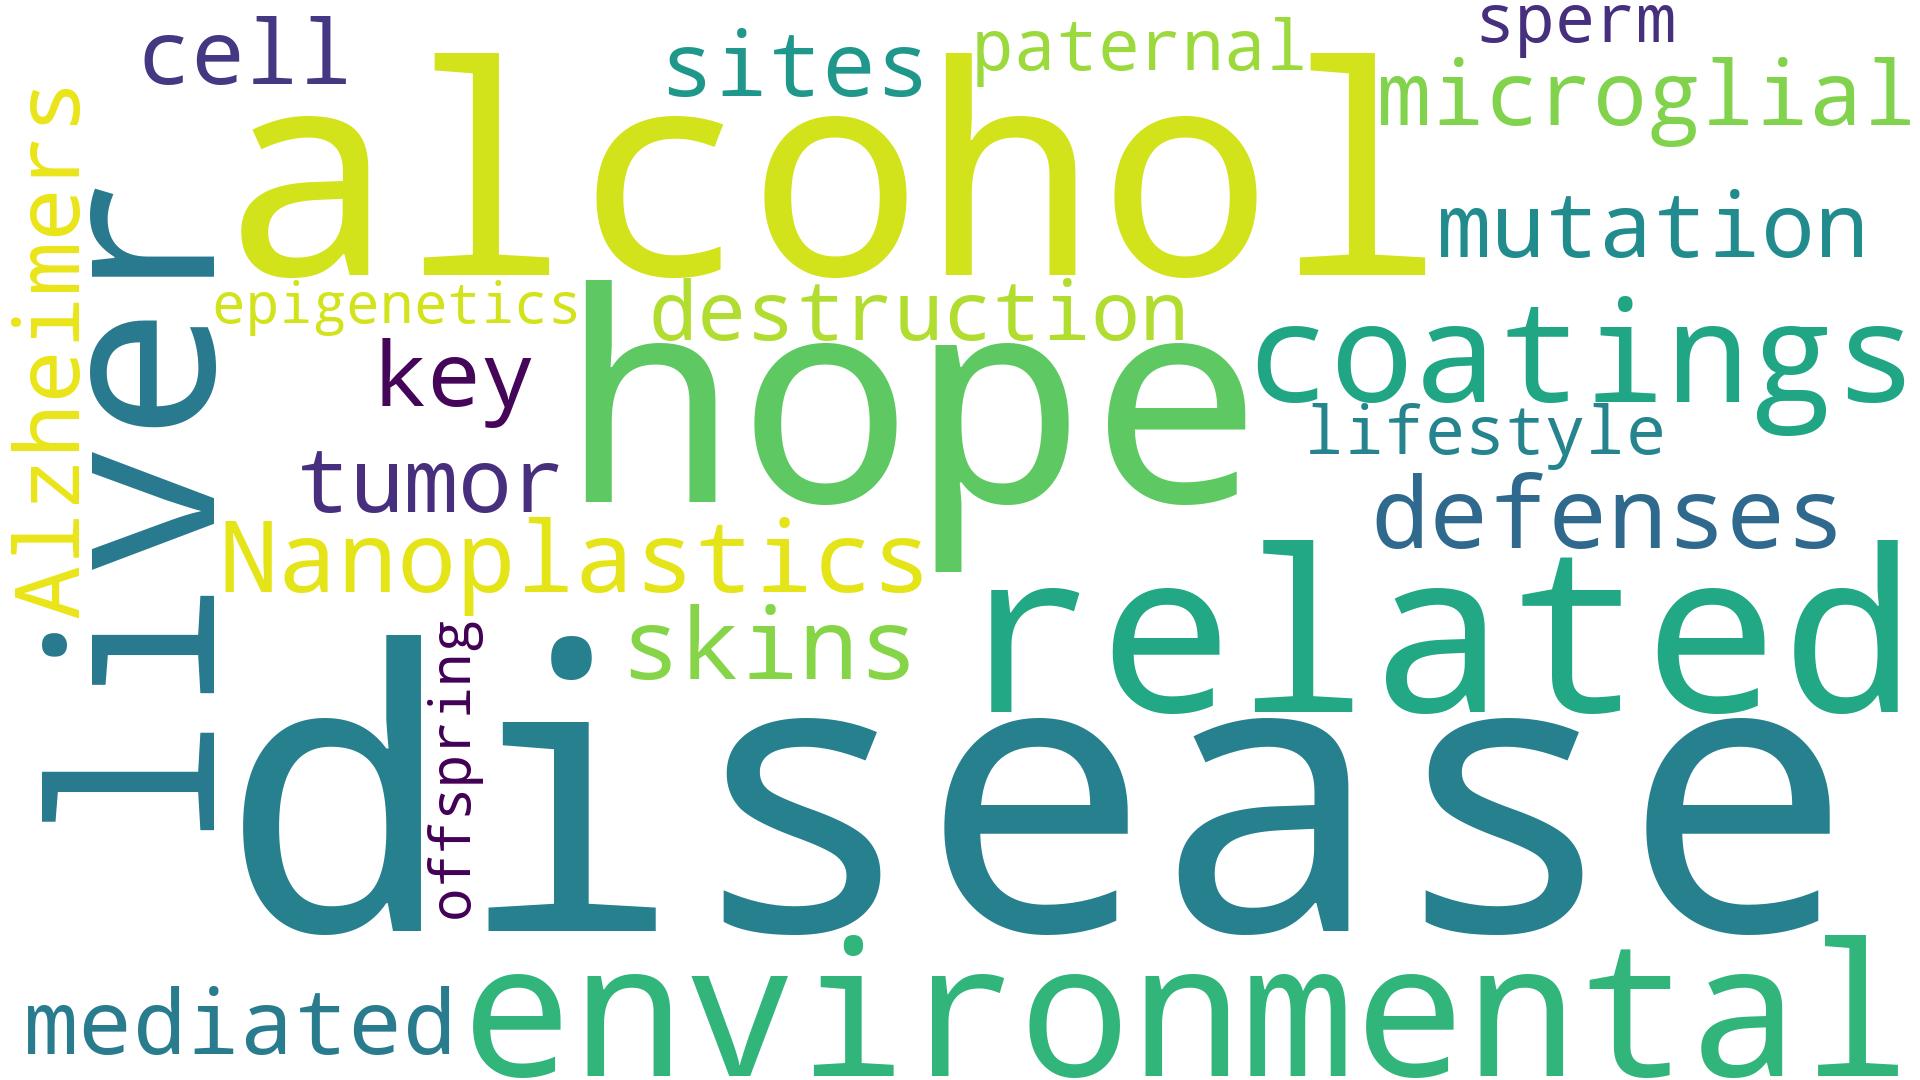 cell
sites
paternal
sperm
alcohol
microglial
Alzheimers
liver
mutation
epigenetics
destruction
hope
coatings
key
lifestyle
tumor
defenses
Nanoplastics
related
skins
offspring
disease
mediated
environmental